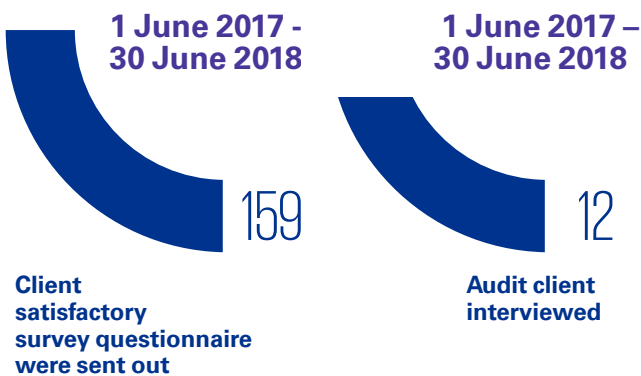 1 June 2017 -
30 June 2018
159
Client
satisfactory
survey questionnaire
were sent out
1 June 2017 –
30 June 2018
12
Audit client
interviewed